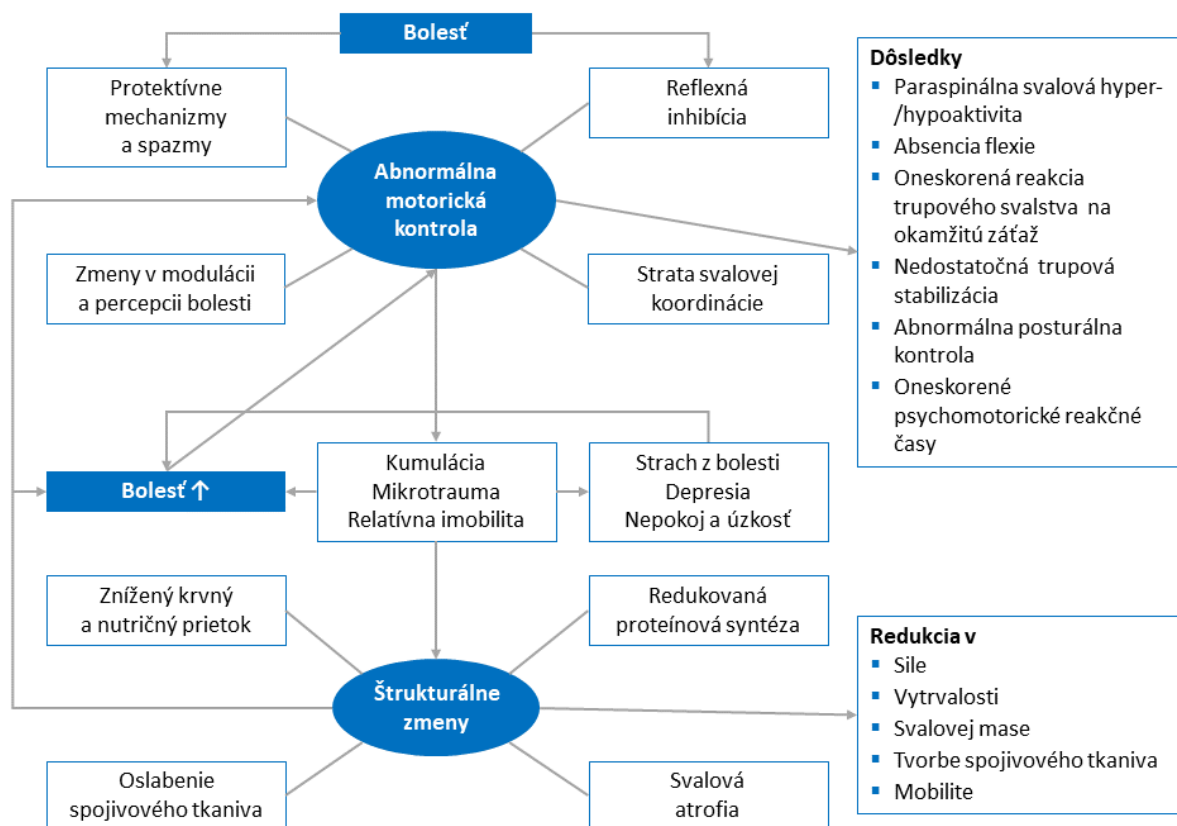 Bolesť
Protektívne
mechanizmy
a spazmy
Reflexná
inhibícia
Abnormálna
motorická
kontrola
Zmeny v modulácii
a percepcii bolesti
Strata svalovej
koordinácie
Dôsledky
Paraspinálna svalová hyper-
/hypoaktivita
Absencia flexie
Oneskorená reakcia
trupového svalstva na
okamžitú záťaž
Nedostatočná trupová
stabilizácia
Abnormálna posturálna
kontrola
Oneskorené
psychomotorické reakčné
časy
Bolesť ↑
Kumulácia
Mikrotrauma
Relatívna imobilita
Strach z bolesti
Depresia
Nepokoj a úzkosť
Znížený krvný
a nutričný prietok
Redukovaná
proteínová syntéza
Štrukturálne
zmeny
Oslabenie
spojivového tkaniva
Svalová
atrofia
Redukcia v
Sile
Vytrvalosti
Svalovej mase
Tvorbe spojivového tkaniva
Mobilite